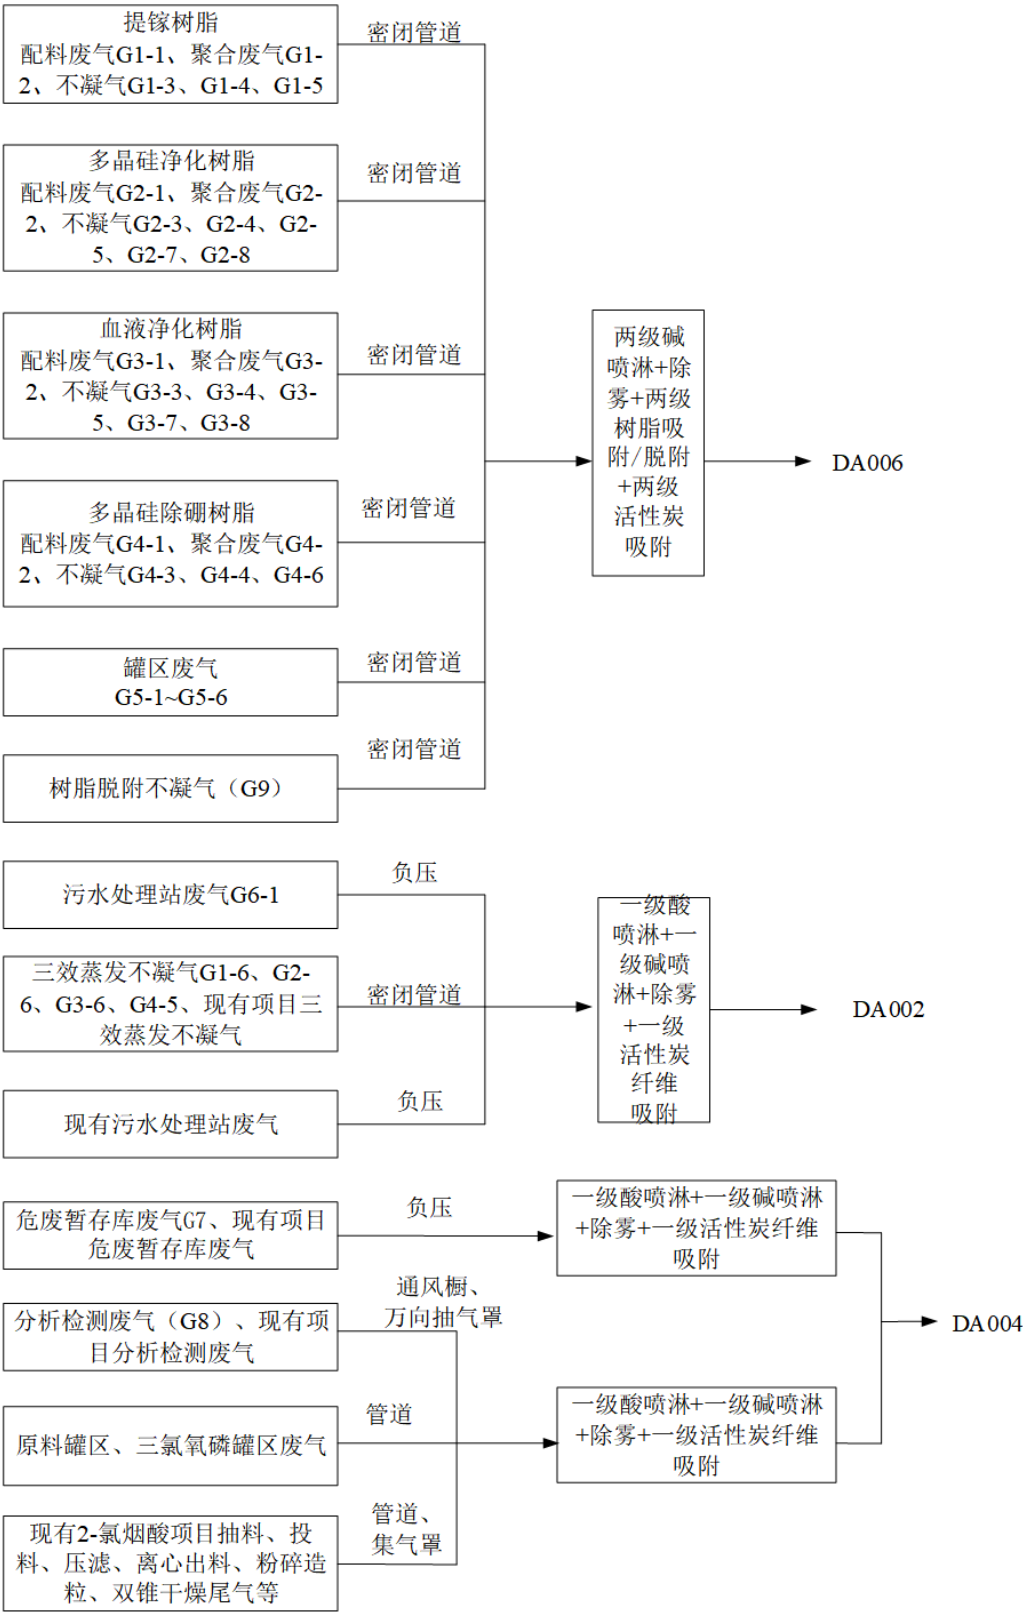 提镓树脂
配料废气G1-1、聚合废气G1-
2、不凝气G1-3、G1-4、G1-5
密闭管道
多晶硅净化树脂
配料废气G2-1、聚合废气G2-
2、不凝气G2-3、G2-4、G2-
5、G2-7、G2-8
密闭管道
血液净化树脂
配料废气G3-1、聚合废气G3-
2、不凝气G3-3、G3-4、G3-
5、G3-7、G3-8
密闭管道
多晶硅除硼树脂
配料废气G4-1、聚合废气G4-
2、不凝气G4-3、G4-4、G4-6
密闭管道
罐区废气
G5-1~G5-6
密闭管道
树脂脱附不凝气（G9）
密闭管道
两级碱
喷淋+除
雾+两级
树脂吸
附/脱附
+两级
活性炭
吸附
DA006
污水处理站废气G6-1
负压
三效蒸发不凝气G1-6、G2-
6、G3-6、G4-5、现有项目三
效蒸发不凝气
密闭管道
现有污水处理站废气
负压
一级酸
喷淋+一
级碱喷
淋+除雾
+一级
活性炭
纤维
吸附
DA002
危废暂存库废气G7、现有项目
危废暂存库废气
负压
一级酸喷淋+一级碱喷淋
+除雾+一级活性炭纤维
吸附
分析检测废气（G8）、现有项
目分析检测废气
通风橱、
万向抽气罩
原料罐区、三氯氧磷罐区废气
管道
现有2-氯烟酸项目抽料、投
料、压滤、离心出料、粉碎造
粒、双锥干燥尾气等
管道、
集气罩
一级酸喷淋+一级碱喷淋
+除雾+一级活性炭纤维
吸附
DA004